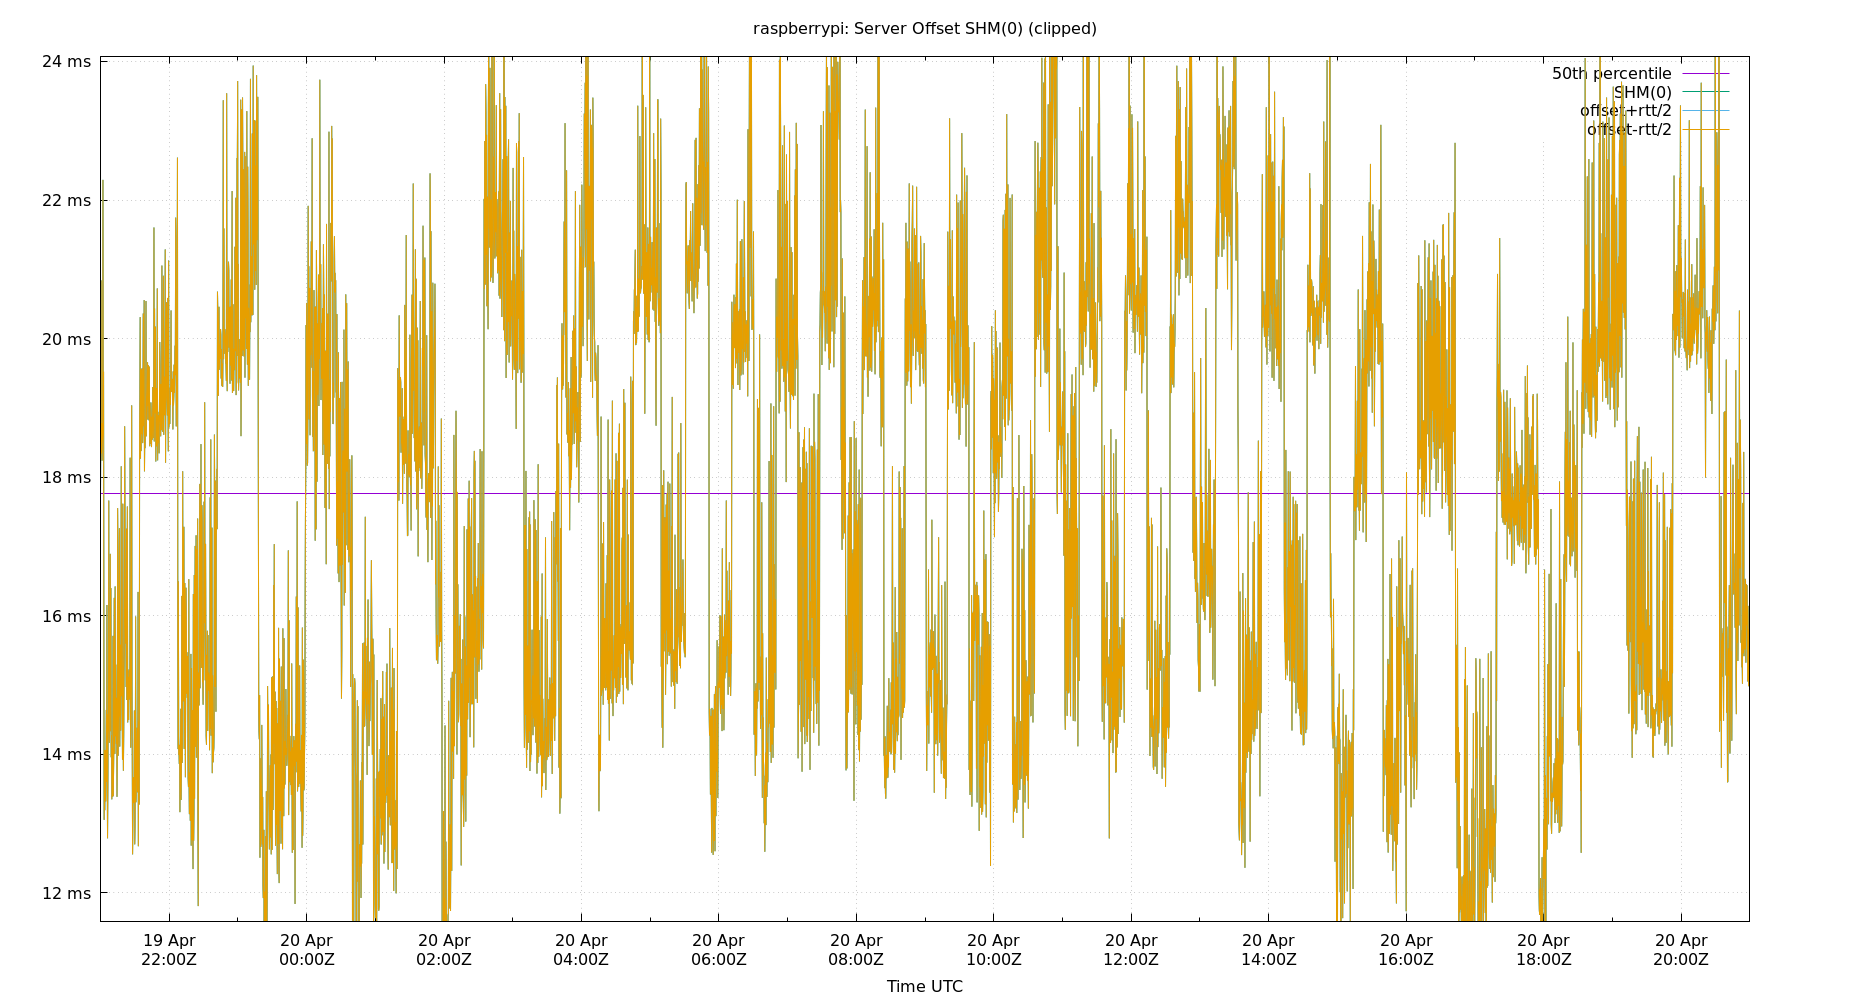 raspberrypi: Server Offset SHM(0) (clipped)
24 ms
22 ms
20 ms
18 ms
16 ms
14 ms
12 ms
50th percentile
SHM(0)
offset+rtt/2
offset-rtt/2
19 Apr 20 Apr 20 Apr 20 Apr 20 Apr 20 Apr 20 Apr 20 Apr 20 Apr 20 Apr 20 Apr 20 Apr
22:00Z 00:00Z 02:00Z 04:00Z 06:00Z 08:00Z 10:00Z 12:00Z 14:00Z 16:00Z 18:00Z 20:00Z
Time UTC